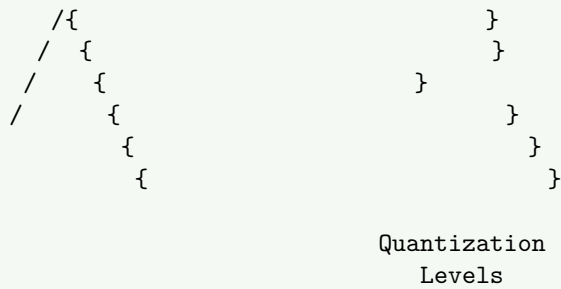 /{ }
/ { }
/ { }
/ { }
{ }
{ }
Quantization
Levels